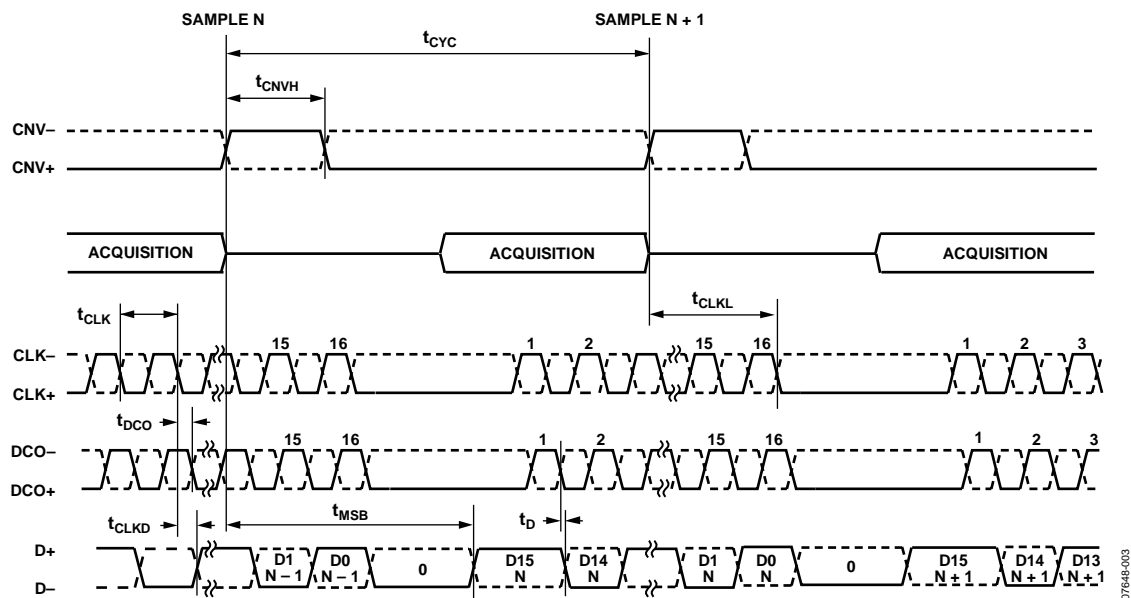 SAMPLE N SAMPLE N + 1
tCYC
tCNVH
CNV–
CNV+
ACQUISITION ACQUISITION ACQUISITION
tCLK tCLKL
15 16 1 2 15 16 1 2 3
CLK–
CLK+
tDCO
15 16 1 2 15 16 1 2 3
DCO–
DCO+
tCLKD tMSB tD
D+
D1 D0 0 D15 D14 D1 D0 0 D15 D14 D13
N – 1 N – 1 N N N N N + 1 N + 1 N + 1
D–
07648-003